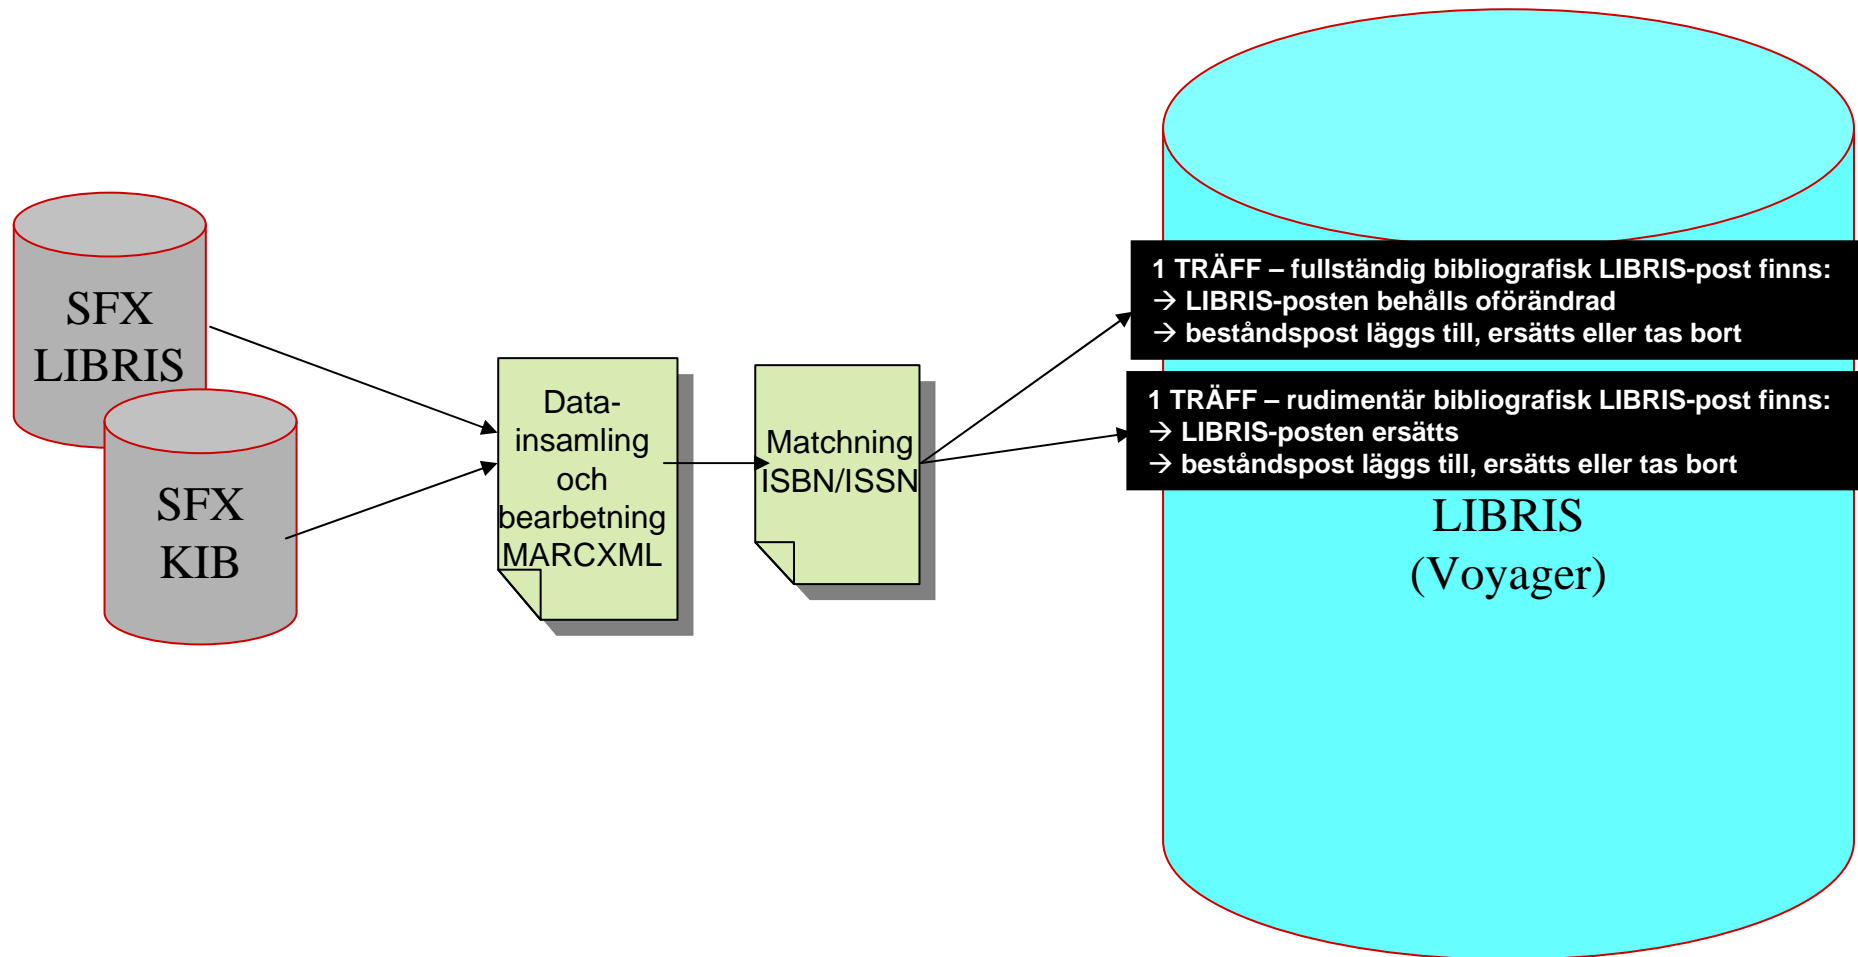 SFX
LIBRIS
SFX
KIB
Data-
insamling
och
bearbetning
MARCXML
Matchning
ISBN/ISSN
1 TRÄFF – fullständig bibliografisk LIBRIS-post finns:
→ LIBRIS-posten behålls oförändrad
→ beståndspost läggs till, ersätts eller tas bort
1 TRÄFF – rudimentär bibliografisk LIBRIS-post finns:
→ LIBRIS-posten ersätts
→ beståndspost läggs till, ersätts eller tas bort
LIBRIS
(Voyager)